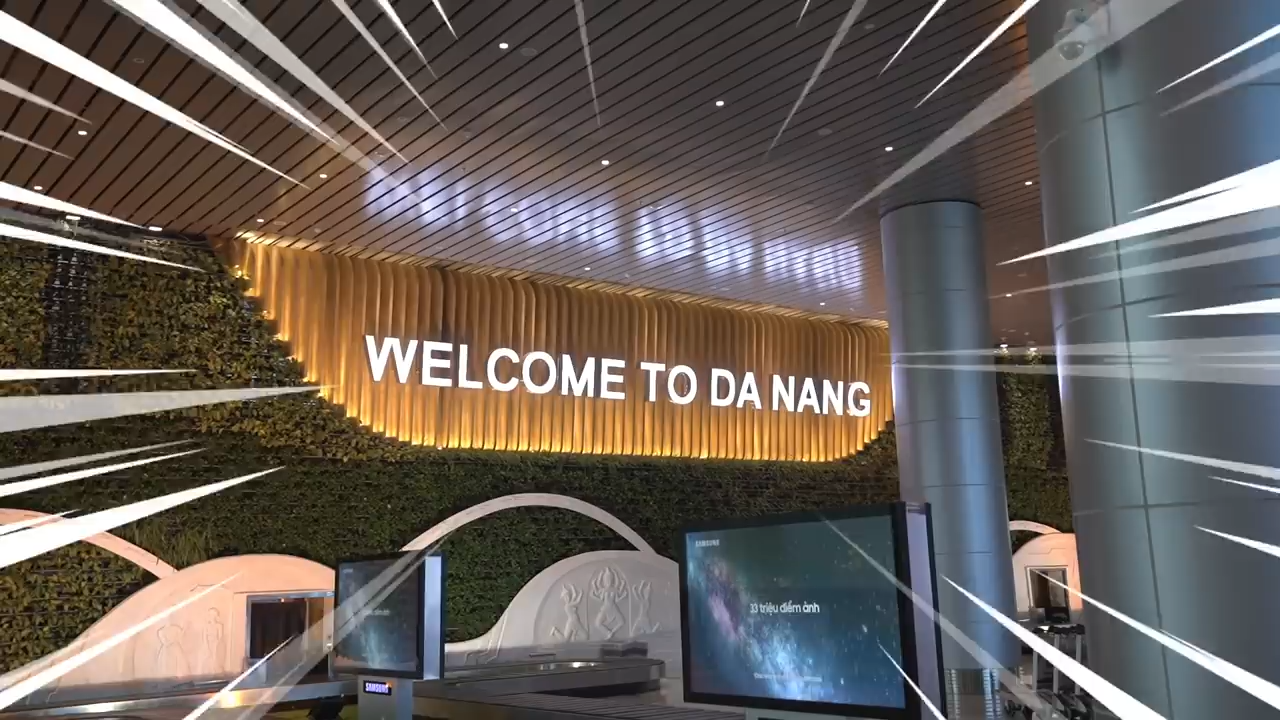 WELCOME TO DA NANG
SAMSUNG
33 triệu điểm ảnh
SAMSUNG